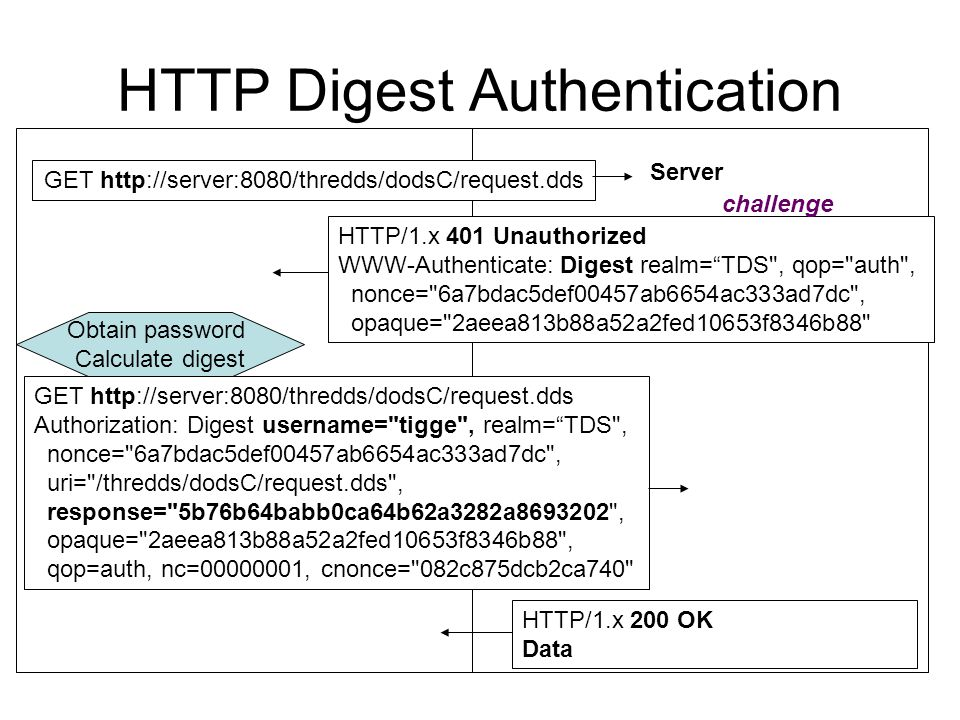 HTTP Digest Authentication
GET http://server:8080/thredds/dodsC/request.dds
Server
challenge
HTTP/1.x 401 Unauthorized
WWW-Authenticate: Digest realm=“TDS", qop="auth",
nonce="6a7bdac5def00457ab6654ac333ad7dc",
opaque="2aeea813b88a52a2fed10653f8346b88"
Obtain password
Calculate digest
GET http://server:8080/thredds/dodsC/request.dds
Authorization: Digest username="tigge", realm=“TDS",
nonce="6a7bdac5def00457ab6654ac333ad7dc",
uri="/thredds/dodsC/request.dds",
response="5b76b64babb0ca64b62a3282a8693202",
opaque="2aeea813b88a52a2fed10653f8346b88",
qop=auth, nc=00000001, cnonce="082c875dcb2ca740"
HTTP/1.x 200 OK
Data